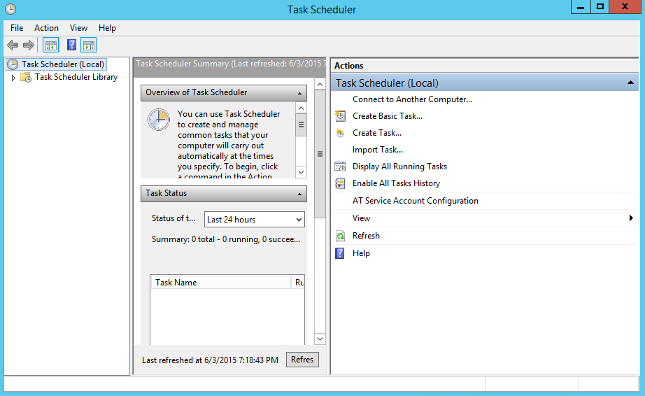 Task Scheduler
File Action View Help
Task Scheduler (Local)
Task Scheduler Library
Task Scheduler Summary (Last refreshed: 6/3/2015 7:
Overview of Task Scheduler
You can use Task Scheduler
to create and manage
common tasks that your
computer will carry out
automatically at the times
you specify. To begin, click
a command in the Action
Task Status
Status of t... Last 24 hours
Summary: 0 total - 0 running, 0 succee...
Task Name Ru
Last refreshed at 6/3/2015 7:18:43 PM Refres
Actions
Task Scheduler (Local)
Connect to Another Computer...
Create Basic Task...
Create Task...
Import Task...
Display All Running Tasks
Enable All Tasks History
AT Service Account Configuration
View
Refresh
Help